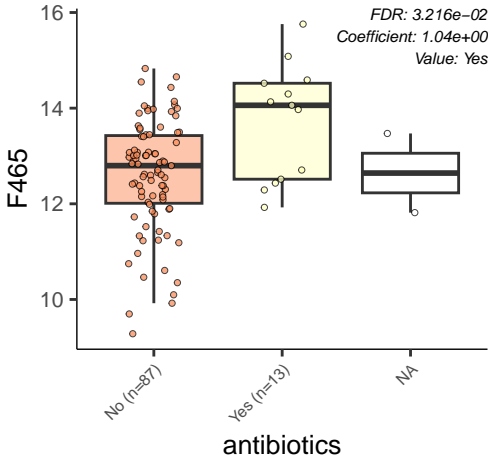 FDR: 3.216e−02
Coefficient: 1.04e+00
Value: Yes
16
14
12
10
F465
No (n=87)
Yes (n=13)
NA
antibiotics